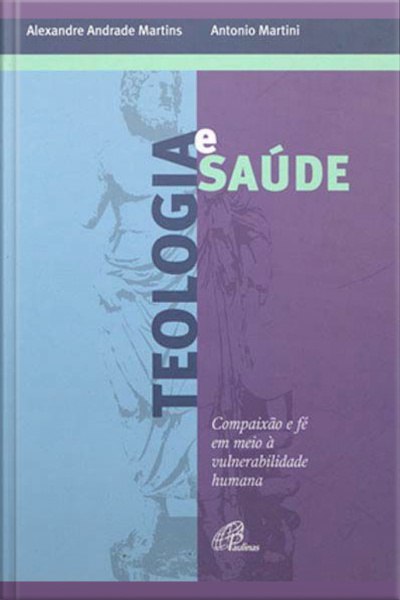 Alexandre Andrade Martins Antonio Martini
TEOLOGIA
e
SAÚDE
Compaixão e fé
em meio à
vulnerabilidade
humana
Paulinas